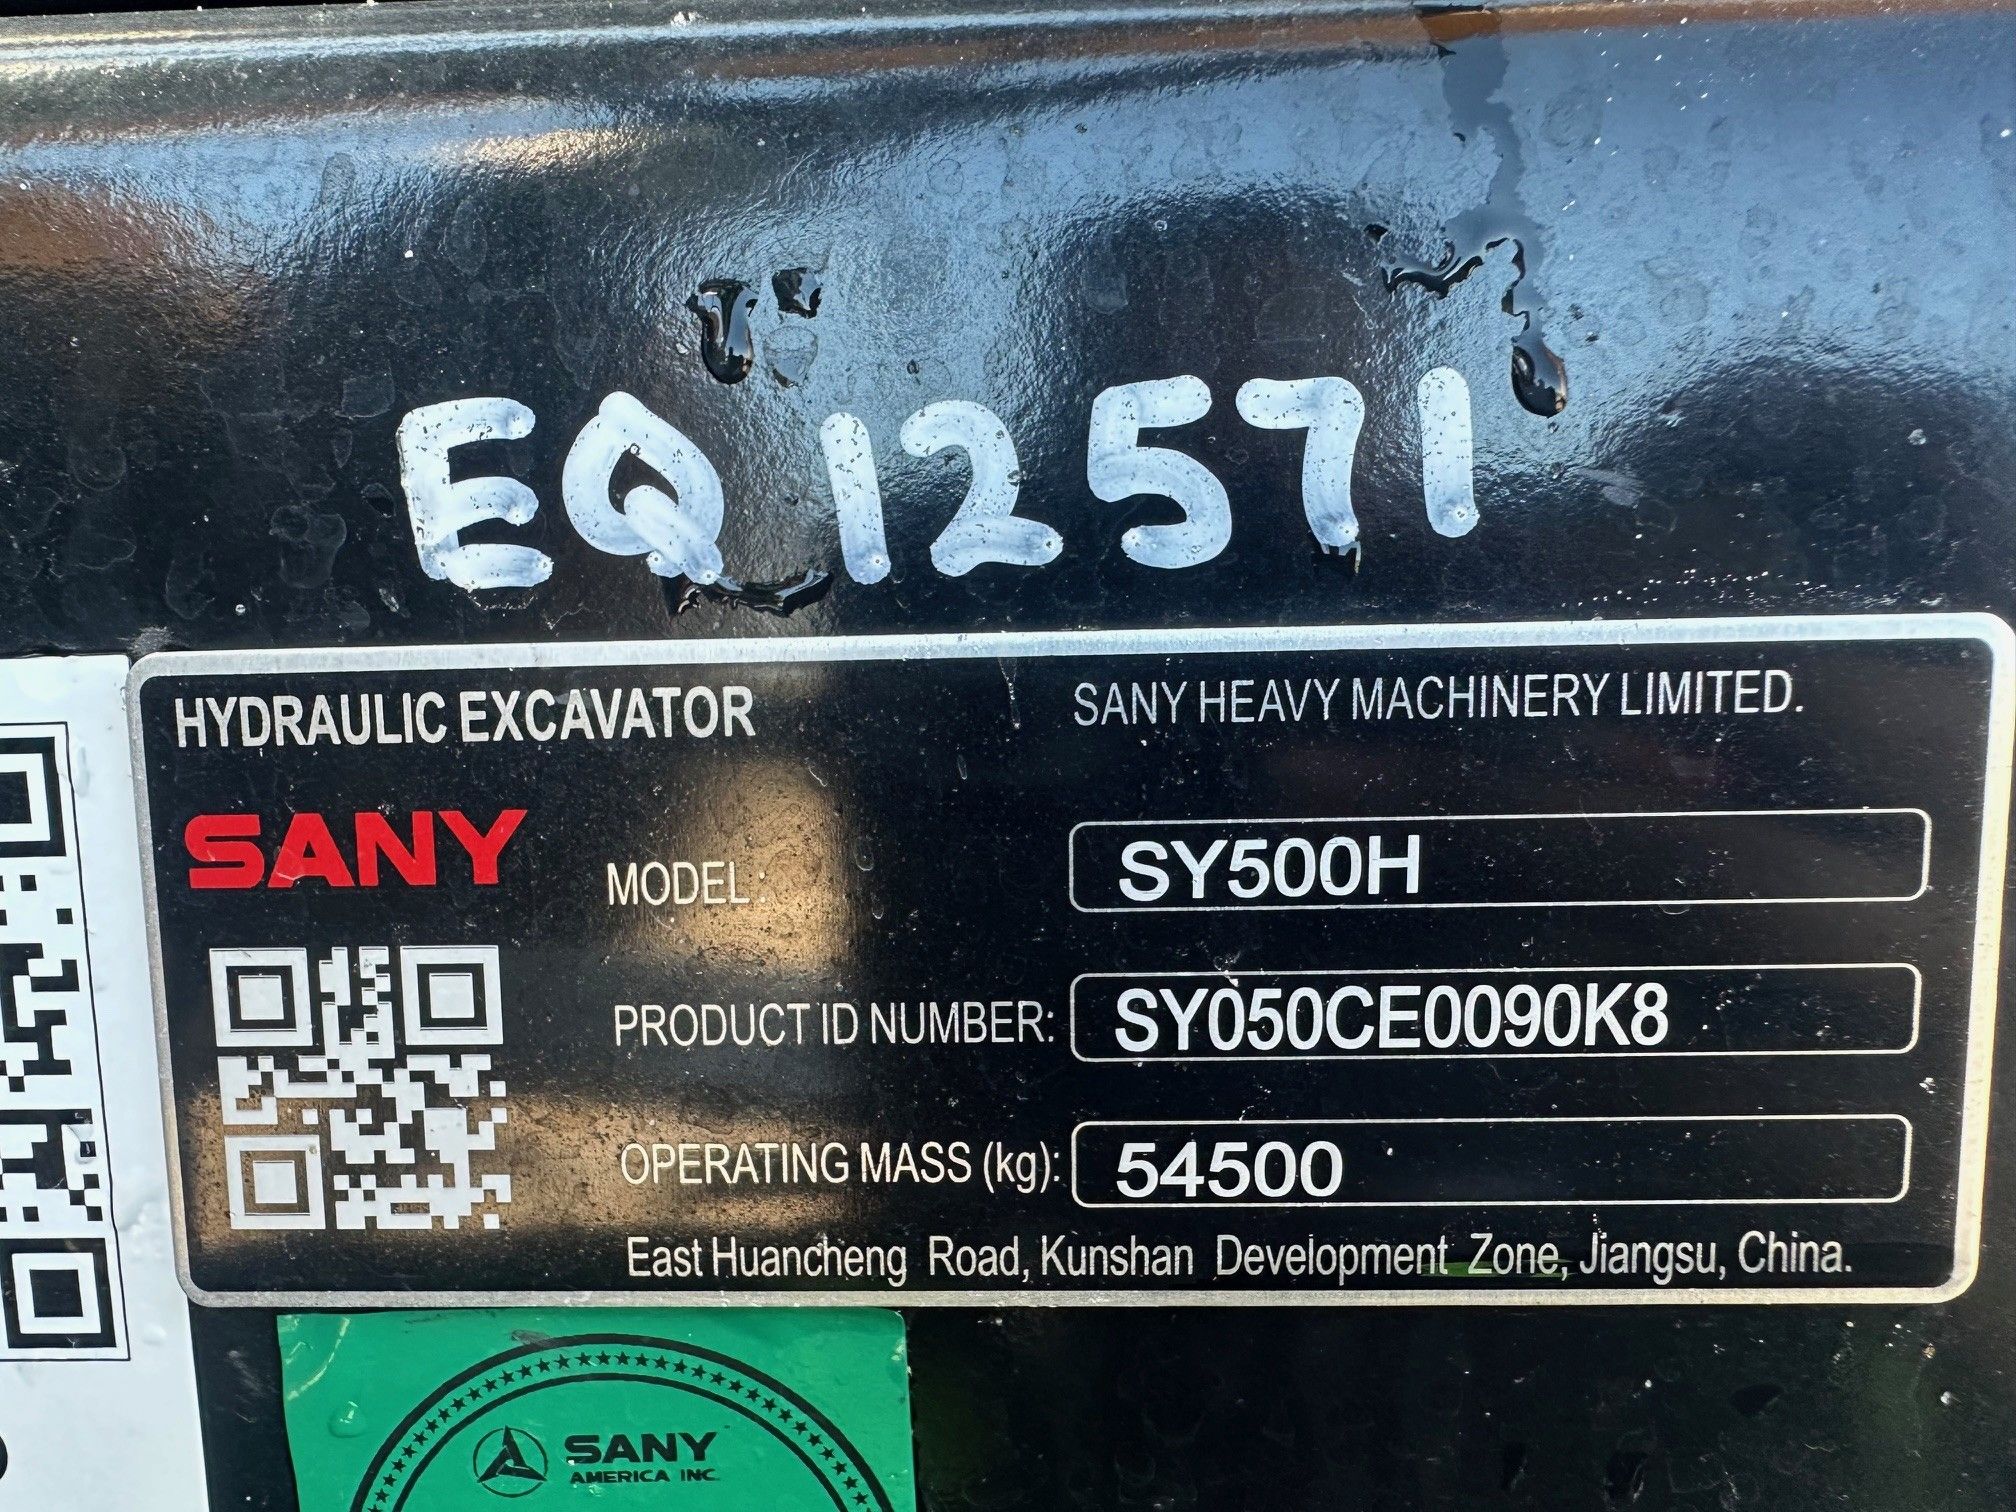 EQ12571
HYDRAULIC EXCAVATOR
SANY HEAVY MACHINERY LIMITED.
SANY
MODEL: SY500H
PRODUCT ID NUMBER: SY050CE0090K8
OPERATING MASS (kg): 54500
East Huancheng Road, Kunshan Development Zone, Jiangsu, China.
SANY
AMERICA INC.